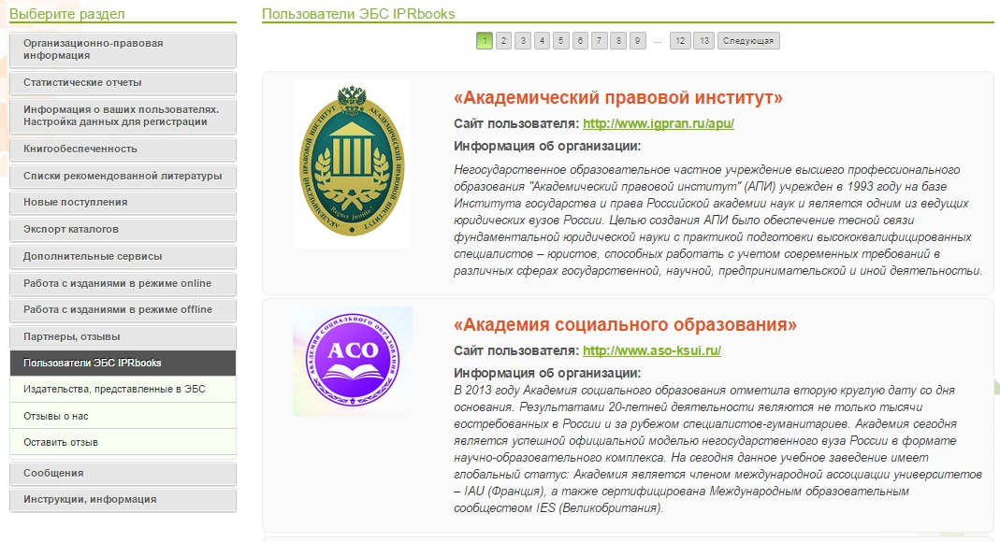 Выберите раздел
Организационно-правовая
информация
Статистические отчеты
Информация о ваших пользователях.
Настройка данных для регистрации
Книгообеспеченность
Списки рекомендованной литературы
Новые поступления
Экспорт каталогов
Дополнительные сервисы
Работа с изданиями в режиме online
Работа с изданиями в режиме offline
Партнеры, отзывы
Пользователи ЭБС IPRbooks
Издательства, представленные в ЭБС
Отзывы о нас
Оставить отзыв
Сообщения
Инструкции, информация
Пользователи ЭБС IPRbooks
1 2 3 4 5 6 7 8 9 ... 12 13 Следующая
АКАДЕМИЧЕСКИЙ ПРАВОВОЙ ИНСТИТУТ
АКАДЕМИЧЕСКИЙ ПРАВОВОЙ ИНСТИТУТ
Regnet justitia!
«Академический правовой институт»
Сайт пользователя: http://www.igpran.ru/apu/
Информация об организации:
Негосударственное образовательное частное учреждение высшего профессионального
образования "Академический правовой институт" (АПИ) учрежден в 1993 году на базе
Института государства и права Российской академии наук и является одним из ведущих
юридических вузов России. Целью создания АПИ было обеспечение тесной связи
фундаментальной юридической науки с практикой подготовки высококвалифицированных
специалистов – юристов, способных работать с учетом современных требований в
различных сферах государственной, научной, предпринимательской и иной деятельностьи.
АКАДЕМИЯ СОЦИАЛЬНОГО ОБРАЗОВАНИЯ
АСО
«Академия социального образования»
Сайт пользователя: http://www.aso-ksui.ru/
Информация об организации:
В 2013 году Академия социального образования отметила вторую круглую дату со дня
основания. Результатами 20-летней деятельности являются не только тысячи
востребованных в России и за рубежом специалистов-гуманитариев. Академия сегодня
является успешной официальной моделью негосударственного вуза России в формате
научно-образовательного комплекса. На сегодня данное учебное заведение имеет
глобальный статус: Академия является членом международной ассоциации университетов
– IAU (Франция), а также сертифицирована Международным образовательным
сообществом IES (Великобритания).